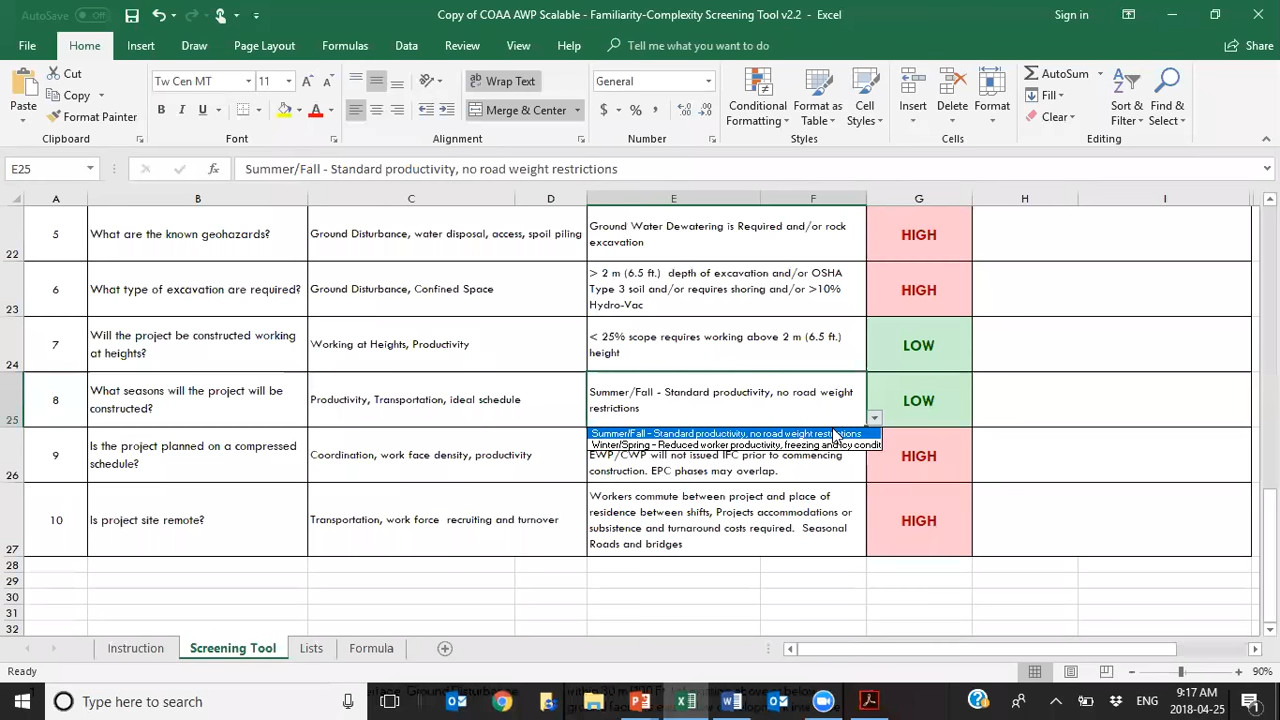 AutoSave Off
Copy of COAA AWP Scalable - Familiarity-Complexity Screening Tool v2.2 - Excel
Sign in
File Home Insert Draw Page Layout Formulas Data Review View Help Tell me what you want to do Share
Paste
Cut
Copy
Format Painter
Clipboard
Tw Cen MT 11
B I U
Font
Wrap Text
Merge & Center
Alignment
General
$ % ,
Number
Conditional Formatting
Format as Table
Cell Styles
Styles
Insert Delete Format
Cells
AutoSum
Fill
Clear
Sort & Filter
Find & Select
Editing
E25 fx Summer/Fall - Standard productivity, no road weight restrictions
A B C D E F G H I
22 5 What are the known geohazards? Ground Disturbance, water disposal, access, spoil piling
Ground Water Dewatering is Required and/or rock
excavation
HIGH
23 6 What type of excavation are required? Ground Disturbance, Confined Space
> 2 m (6.5 ft.) depth of excavation and/or OSHA
Type 3 soil and/or requires shoring and/or >10%
Hydro-Vac
HIGH
24 7 Will the project be constructed working
at heights?
Working at Heights, Productivity
< 25% scope requires working above 2 m (6.5 ft.)
height
LOW
25 8 What seasons will the project will be
constructed?
Productivity, Transportation, ideal schedule
Summer/Fall - Standard productivity, no road weight
restrictions
LOW
Summer/Fall - Standard productivity, no road weight restrictions
Winter/Spring - Reduced worker productivity, freezing and icy condit
26 9 Is the project planned on a compressed
schedule?
Coordination, work face density, productivity
EWP/CWP will not issued IFC prior to commencing
construction. EPC phases may overlap.
HIGH
27 10 Is project site remote? Transportation, work force recruiting and turnover
Workers commute between project and place of
residence between shifts, Projects accommodations or
subsistence and turnaround costs required. Seasonal
Roads and bridges
HIGH
28
29
30
31
32
Instruction Screening Tool Lists Formula
Ready
90%
Type here to search
ENG
9:17 AM
2018-04-25